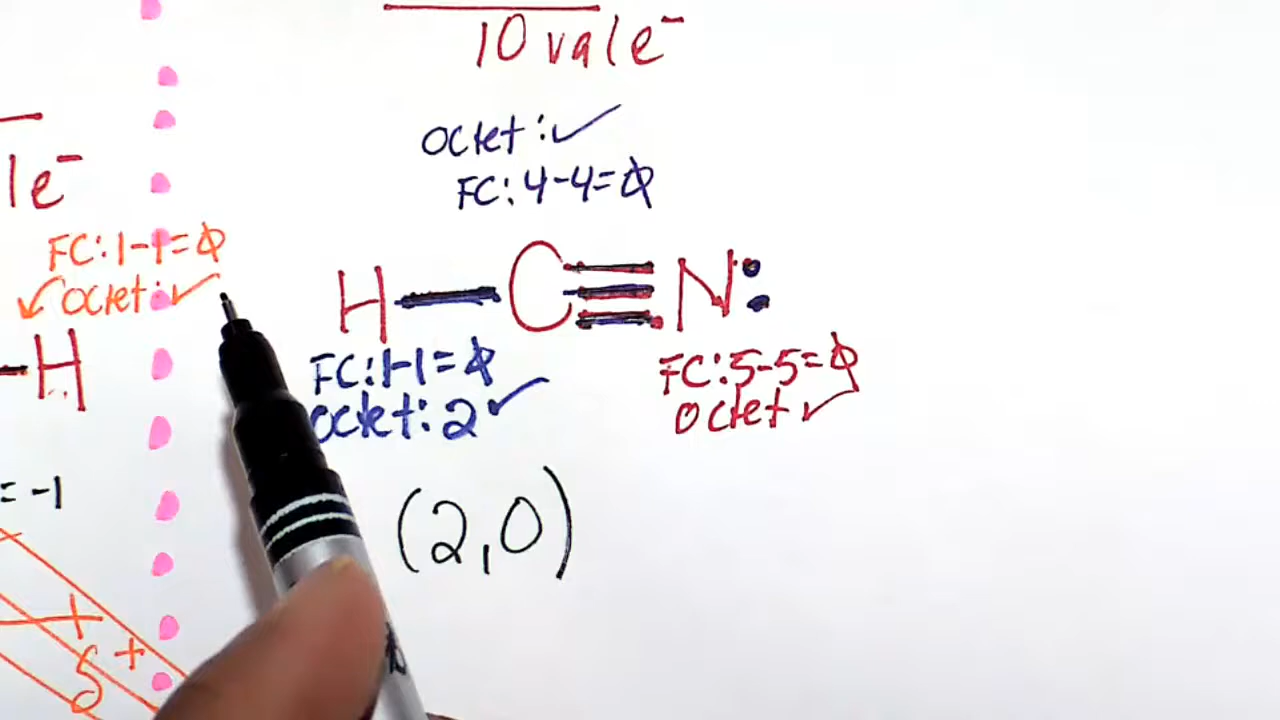 10 val e⁻
le⁻
Octet: ✓
FC: 4-4=0
FC: 1-1=0
Octet: ✓
H—C≡N:
-H
FC: 1-1=0
Octet: 2 ✓
FC: 5-5=0
Octet ✓
= -1
(2,0)
+
δ+